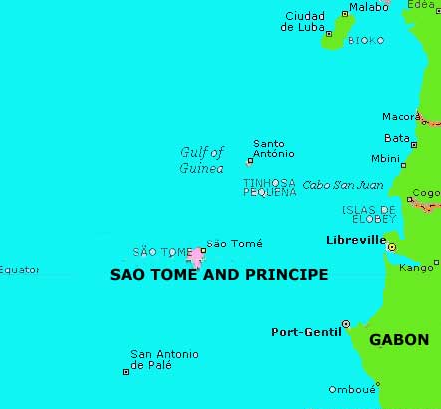 Malabo
Edéa
Ciudad
de Luba
BIOKO
Macora
Bata
Santo
António
Gulf of
Guinea
Mbini
TINHOSA
PEQUENA
Cabo San Juan
Cogo
ISLAS DE
ELOBEY
Libreville
São Tomé
SÃO TOMÉ
Kango
Equator
SAO TOME AND PRINCIPE
Port-Gentil
GABON
San Antonio
de Palé
Omboué